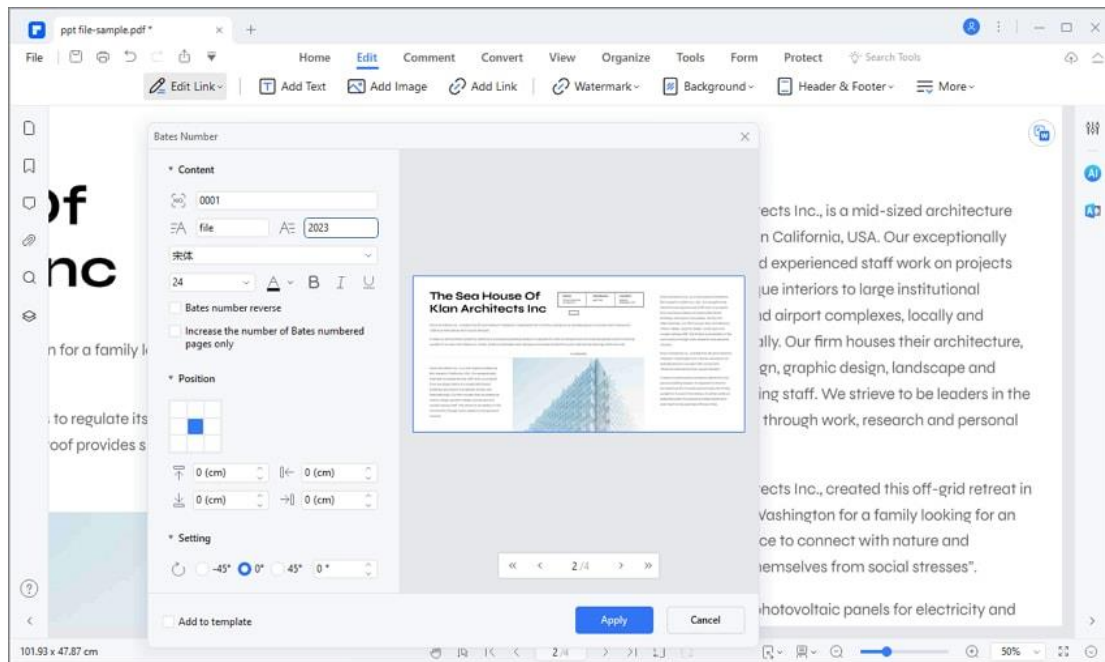 ppt file-sample.pdf *
File
Home Edit Comment Convert View Organize Tools Form Protect Search Tools
Edit Link Add Text Add Image Add Link Watermark Background Header & Footer More
Bates Number
Content
0001
file 2023
宋体
24 A B I U
Bates number reverse
Increase the number of Bates numbered
pages only
Position
0 (cm) 0 (cm)
0 (cm) 0 (cm)
Setting
-45° 0° 45° 0 °
Add to template
The Sea House Of
Klan Architects Inc
2 /4
Apply Cancel
Of
Inc
n for a family l
to regulate its
oof provides s
ects Inc., is a mid-sized architecture
n California, USA. Our exceptionally
d experienced staff work on projects
ue interiors to large institutional
d airport complexes, locally and
ally. Our firm houses their architecture,
gn, graphic design, landscape and
ing staff. We strieve to be leaders in the
through work, research and personal
ects Inc., created this off-grid retreat in
Washington for a family looking for an
ce to connect with nature and
emselves from social stresses".
photovoltaic panels for electricity and
101.93 x 47.87 cm
2 /4
50%